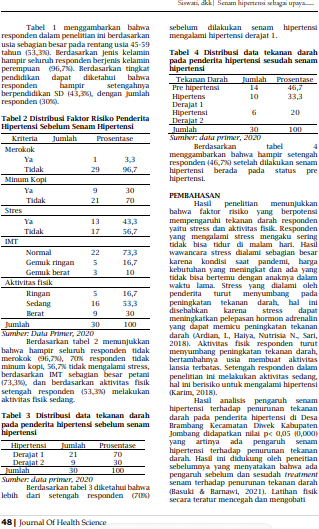 Siswati, dkk| Senam hipertensi sebagai upaya......
Tabel 1 menggambarkan bahwa
responden dalam penelitian ini berdasarkan
usia sebagian besar pada rentang usia 45-59
tahun (53,3%). Berdasarkan jenis kelamin
hampir seluruh responden berjenis kelamin
perempuan (96,7%). Berdasarkan tingkat
pendidikan dapat diketahui bahwa
responden hampir setengahnya
berpendidikan SD (43,3%), dengan jumlah
responden (30%).
Tabel 2 Distribusi Faktor Risiko Penderita
Hipertensi Sebelum Senam Hipertensi
Kriteria Jumlah Prosentase
Merokok
Ya 1 3,3
Tidak 29 96,7
Minum Kopi
Ya 9 30
Tidak 21 70
Stres
Ya 13 43,3
Tidak 17 56,7
IMT
Normal 22 73,3
Gemuk ringan 5 16,7
Gemuk berat 3 10
Aktivitas fisik
Ringan 5 16,7
Sedang 16 53,3
Berat 9 30
Jumlah 30 100
Sumber: Data Primer, 2020
Berdasarkan tabel 2 menunjukkan
bahwa hampir seluruh responden tidak
merokok (96,7%), 70% responden tidak
minum kopi, 56,7% tidak mengalami stress,
berdasarkan IMT sebagian besar petani
(73,3%), dan berdasarkan aktivitas fisik
setengah responden (53,3%) melakukan
aktivitas fisik sedang.
Tabel 3 Distribusi data tekanan darah
pada penderita hipertensi sebelum senam
hipertensi
Hipertensi Jumlah Prosentase
Derajat 1 21 70
Derajat 2 9 30
Jumlah 30 100
Sumber: data primer, 2020
Berdasarkan tabel 3 diketahui bahwa
lebih dari setengah responden (70%)
sebelum dilakukan senam hipertensi
mengalami hipertensi derajat 1.
Tabel 4 Distribusi data tekanan darah
pada penderita hipertensi sesudah senam
hipertensi
Tekanan Darah Jumlah Prosentase
Pre hipertensi 14 46,7
Hipertens 10 33,3
Derajat 1
Hipertensi 6 20
Derajat 2
Jumlah 30 100
Sumber: data primer, 2020
Berdasarkan tabel 4
menggambarkan bahwa hampir setengah
responden (46,7%) setelah dilakukan senam
hipertensi berada pada status pre
hipertensi.
PEMBAHASAN
Hasil penelitian menunjukkan
bahwa faktor risiko yang berpotensi
mempengaruhi tekanan darah responden
yaitu stress dan aktivitas fisik. Responden
yang mengalami stress mengaku sering
tidak bisa tidur di malam hari. Hasil
wawancara stress dialami sebagian besar
karena kondisi saat pandemi, harga
kebutuhan yang meningkat dan ada yang
tidak bisa bertemu dengan anaknya dalam
waktu lama. Stress yang dialami oleh
penderita turut menyumbang pada
peningkatan tekanan darah, hal ini
disebabkan karena stress dapat
meningkatkan pelepasan hormon adrenalin
yang dapat memicu peningkatan tekanan
darah (Ardian, I., Haiya, Nutrisia N., Sari,
2018). Aktivitas fisik responden turut
menyumbang peningkatan tekanan darah,
bertambahnya usia membuat aktivitas
lansia terbatas. Setengah responden dalam
penelitian ini melakukan aktivitas sedang,
hal ini berisiko untuk mengalami hipertensi
(Karim, 2018).
Hasil analisis pengaruh senam
hipertensi terhadap penurunan tekanan
darah pada penderita hipertensi di Desa
Brambang Kecamatan Diwek Kabupaten
Jombang didapatkan nilai p< 0,05 (0,000)
yang artinya ada pengaruh senam
hipertensi terhadap penurunan tekanan
darah. Hasil ini didukung oleh penelitian
sebelumnya yang menyatakan bahwa ada
pengaruh sebelum dan sesudah treatment
senam terhadap penurunan tekanan darah
(Basuki & Barnawi, 2021). Latihan fisik
secara teratur mencegah dan mengobati
48 | Journal Of Health Science